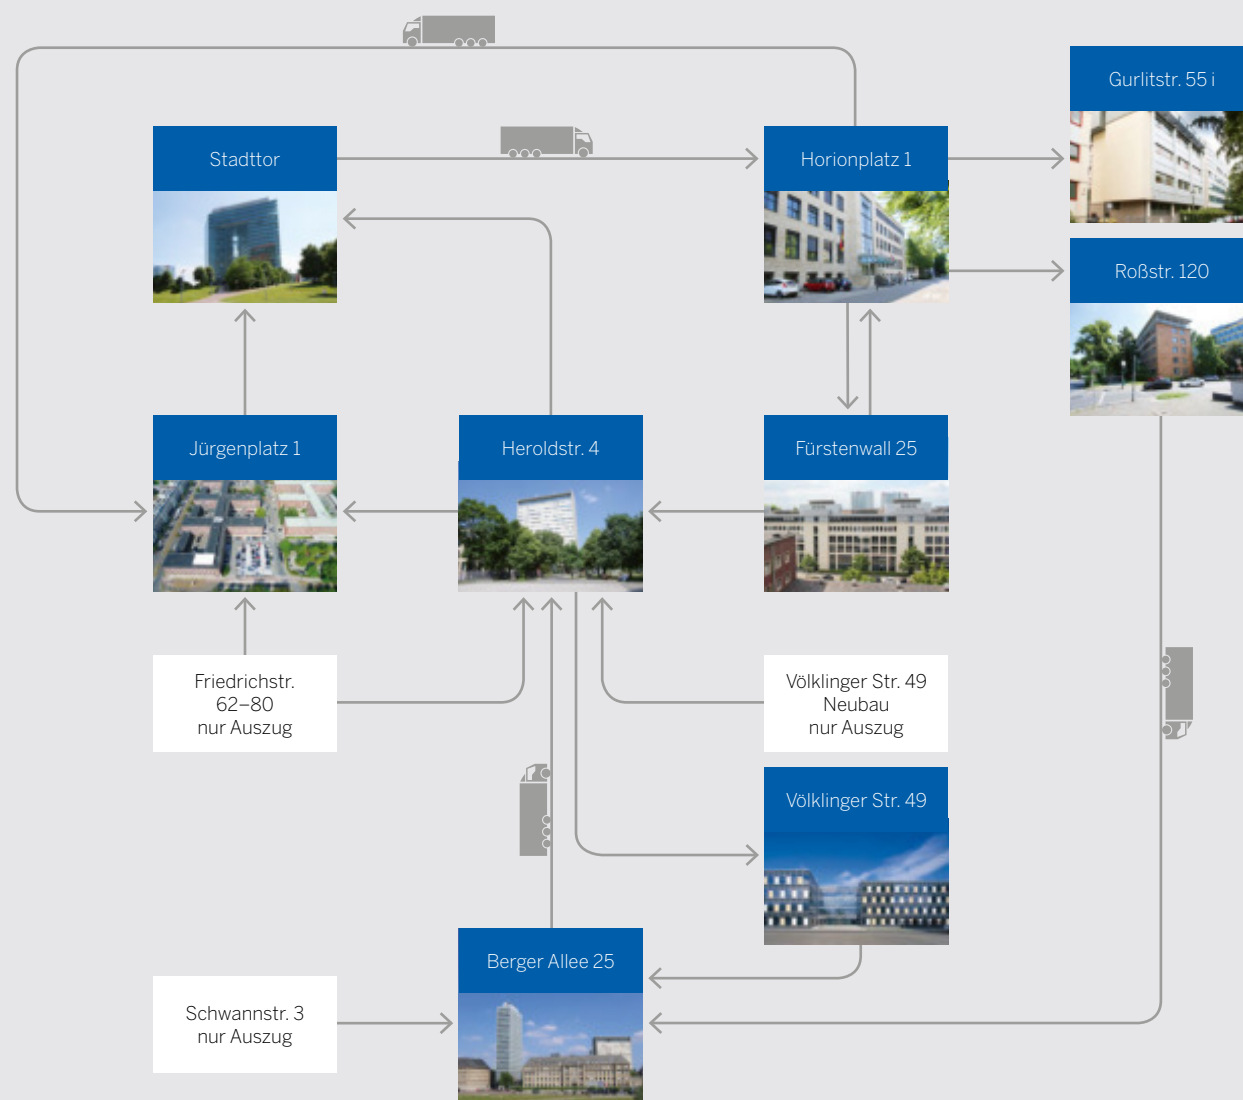 Gurlitstr. 55 i
Stadttor
Horionplatz 1
Roßstr. 120
Jürgenplatz 1
Heroldstr. 4
Fürstenwall 25
Friedrichstr.
62–80
nur Auszug
Völklinger Str. 49
Neubau
nur Auszug
Völklinger Str. 49
Berger Allee 25
Schwannstr. 3
nur Auszug